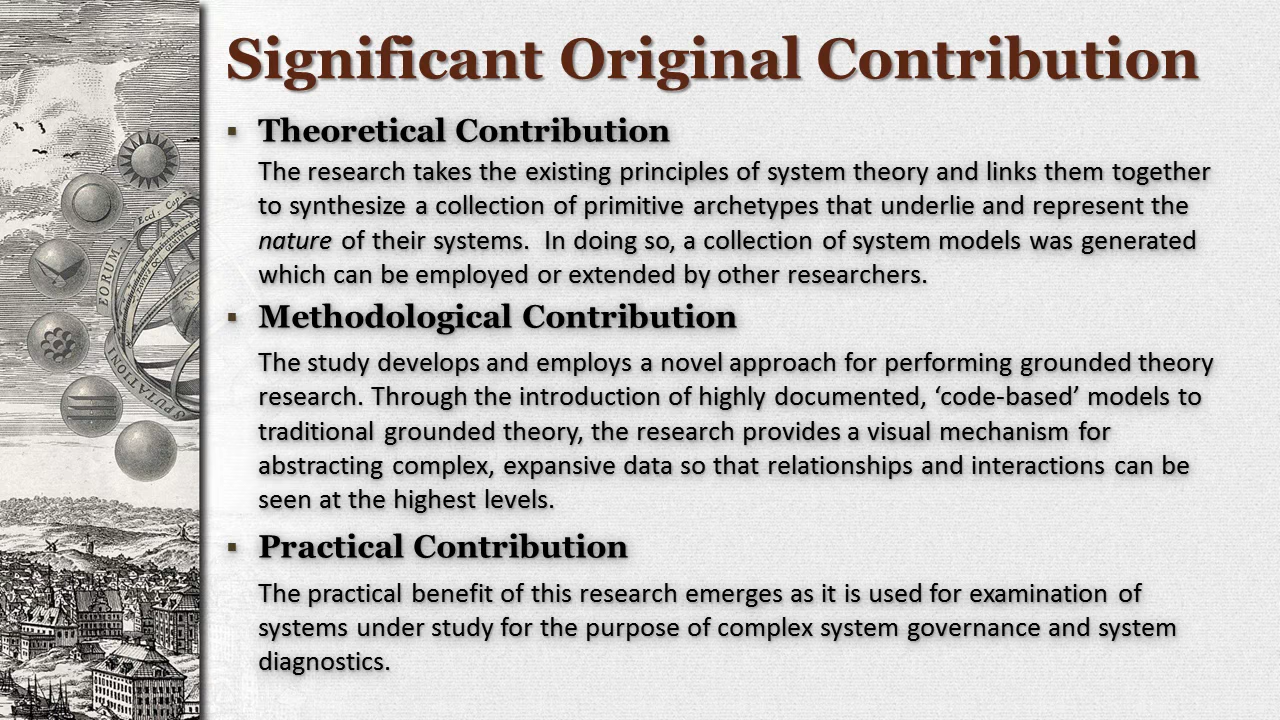 Significant Original Contribution
▪ Theoretical Contribution
The research takes the existing principles of system theory and links them together
to synthesize a collection of primitive archetypes that underlie and represent the
nature of their systems.  In doing so, a collection of system models was generated
which can be employed or extended by other researchers.
▪ Methodological Contribution
The study develops and employs a novel approach for performing grounded theory
research. Through the introduction of highly documented, ‘code-based’ models to
traditional grounded theory, the research provides a visual mechanism for
abstracting complex, expansive data so that relationships and interactions can be
seen at the highest levels.
▪ Practical Contribution
The practical benefit of this research emerges as it is used for examination of
systems under study for the purpose of complex system governance and system
diagnostics.
EORUM
SPUTATIONI